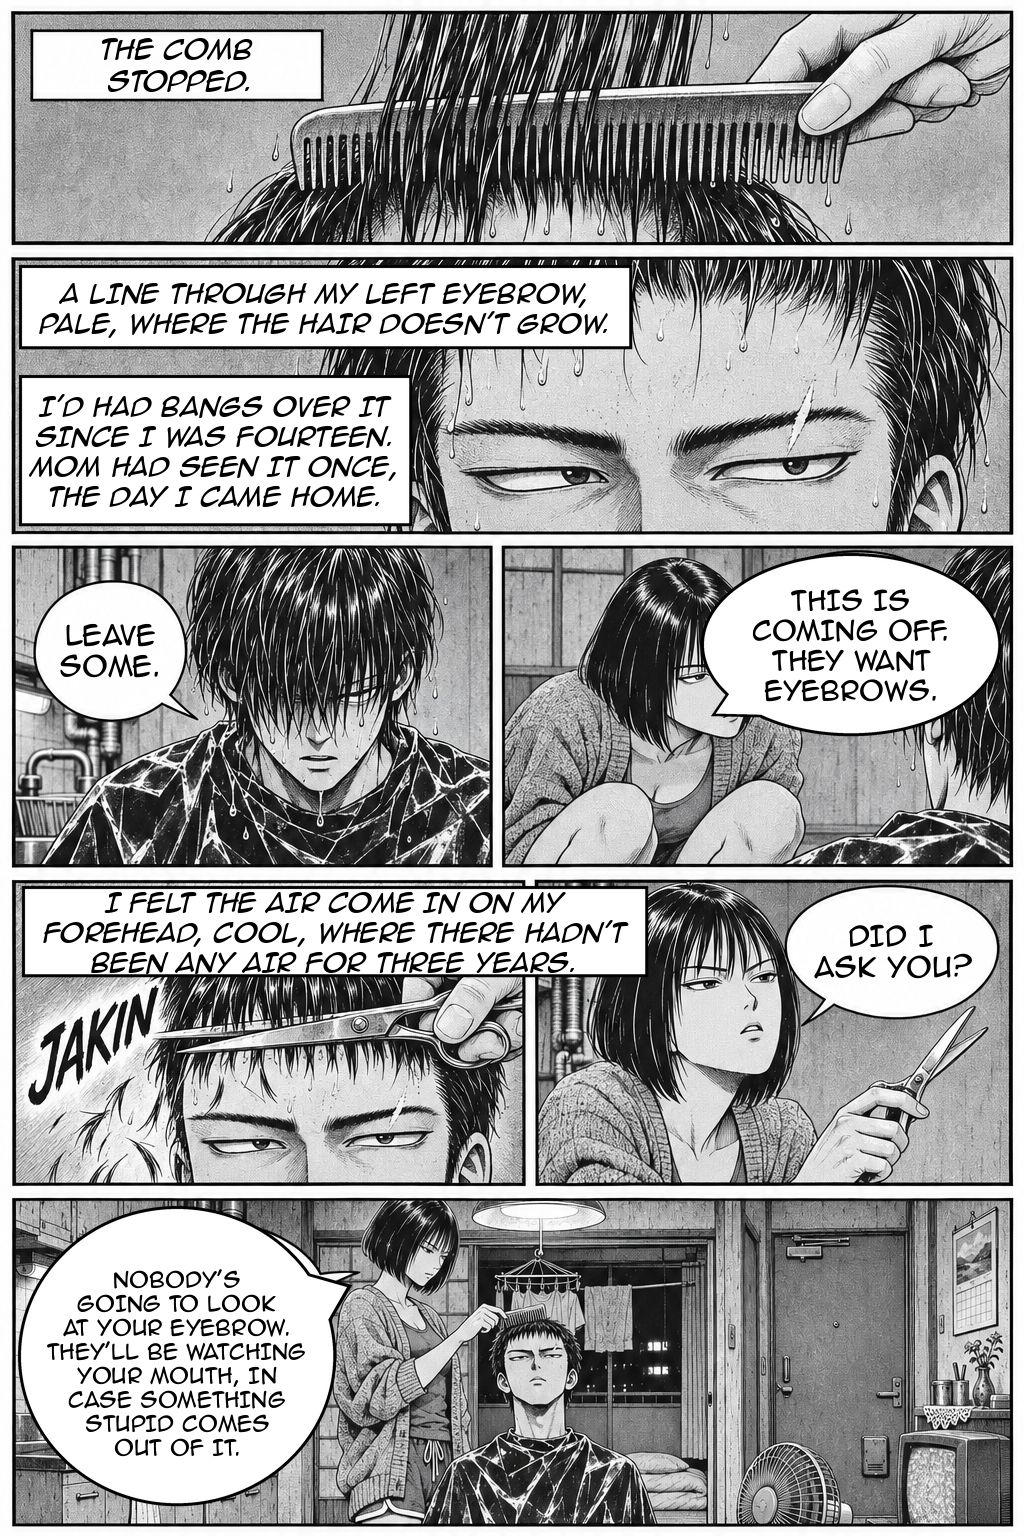 THE COMB
STOPPED.
A LINE THROUGH MY LEFT EYEBROW,
PALE, WHERE THE HAIR DOESN'T GROW.
I'D HAD BANGS OVER IT
SINCE I WAS FOURTEEN.
MOM HAD SEEN IT ONCE,
THE DAY I CAME HOME.
LEAVE
SOME.
THIS IS
COMING OFF.
THEY WANT
EYEBROWS.
I FELT THE AIR COME IN ON MY
FOREHEAD, COOL, WHERE THERE HADN'T
BEEN ANY AIR FOR THREE YEARS.
JAKIN
DID I
ASK YOU?
NOBODY'S
GOING TO LOOK
AT YOUR EYEBROW.
THEY'LL BE WATCHING
YOUR MOUTH, IN
CASE SOMETHING
STUPID COMES
OUT OF IT.